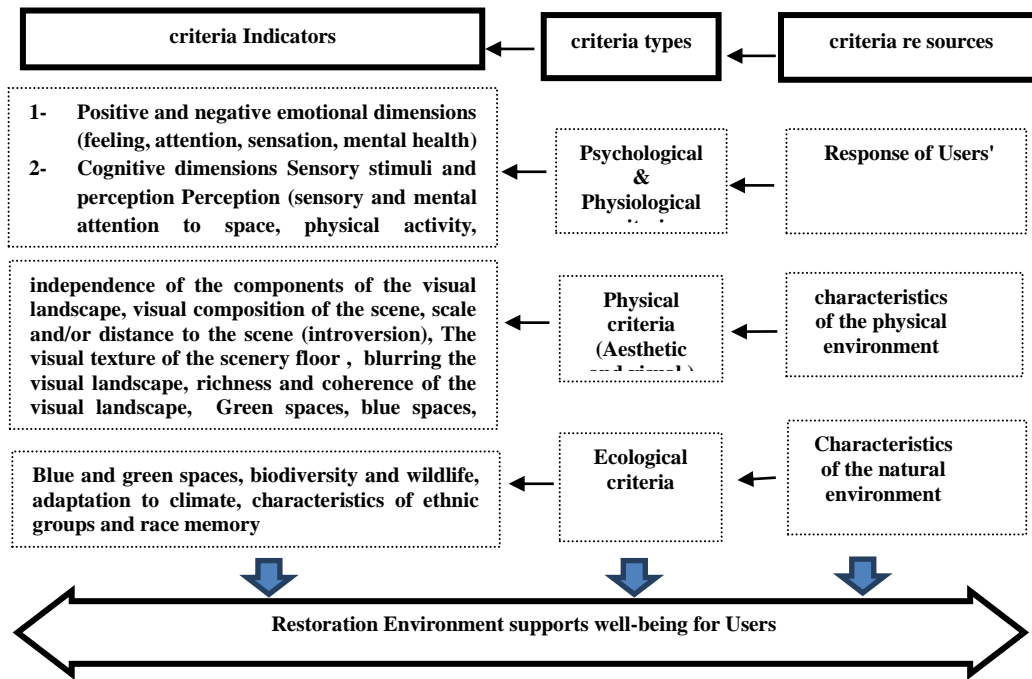 criteria Indicators
criteria types
criteria re sources
1- Positive and negative emotional dimensions
(feeling, attention, sensation, mental health)
2- Cognitive dimensions Sensory stimuli and
perception Perception (sensory and mental
attention to space, physical activity,
Psychological
&
Physiological
Response of Users'
independence of the components of the visual
landscape, visual composition of the scene, scale
and/or distance to the scene (introversion), The
visual texture of the scenery floor , blurring the
visual landscape, richness and coherence of the
visual landscape, Green spaces, blue spaces,
Physical
criteria
(Aesthetic
and visual )
characteristics
of the physical
environment
Blue and green spaces, biodiversity and wildlife,
adaptation to climate, characteristics of ethnic
groups and race memory
Ecological
criteria
Characteristics
of the natural
environment
Restoration Environment supports well-being for Users